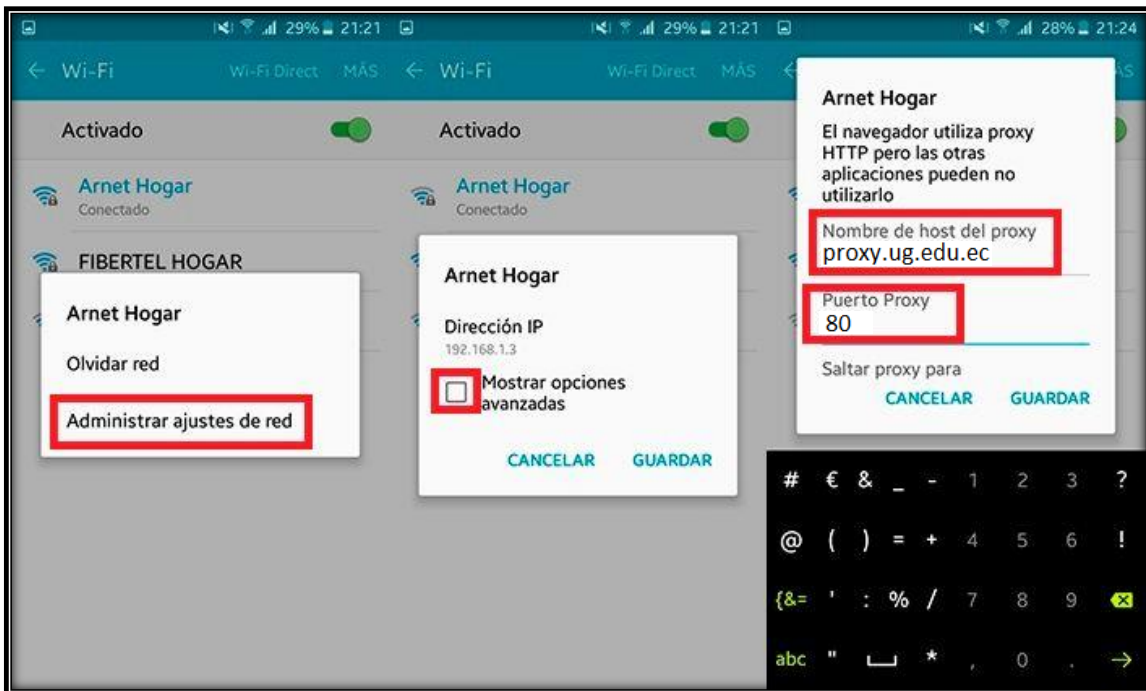 29% 21:21
Wi-Fi Wi-Fi Direct MÁS
Activado
Arnet Hogar
Conectado
FIBERTEL HOGAR
Arnet Hogar
Olvidar red
Administrar ajustes de red
29% 21:21
Wi-Fi Wi-Fi Direct MÁS
Activado
Arnet Hogar
Conectado
Arnet Hogar
Dirección IP
192.168.1.3
Mostrar opciones
avanzadas
CANCELAR GUARDAR
28% 21:24
Arnet Hogar
El navegador utiliza proxy
HTTP pero las otras
aplicaciones pueden no
utilizarlo
Nombre de host del proxy
proxy.ug.edu.ec
Puerto Proxy
80
Saltar proxy para
CANCELAR GUARDAR
# € & _ - 1 2 3 ?
@ ( ) = + 4 5 6 !
{&= ' : % / 7 8 9
abc " * , 0 .